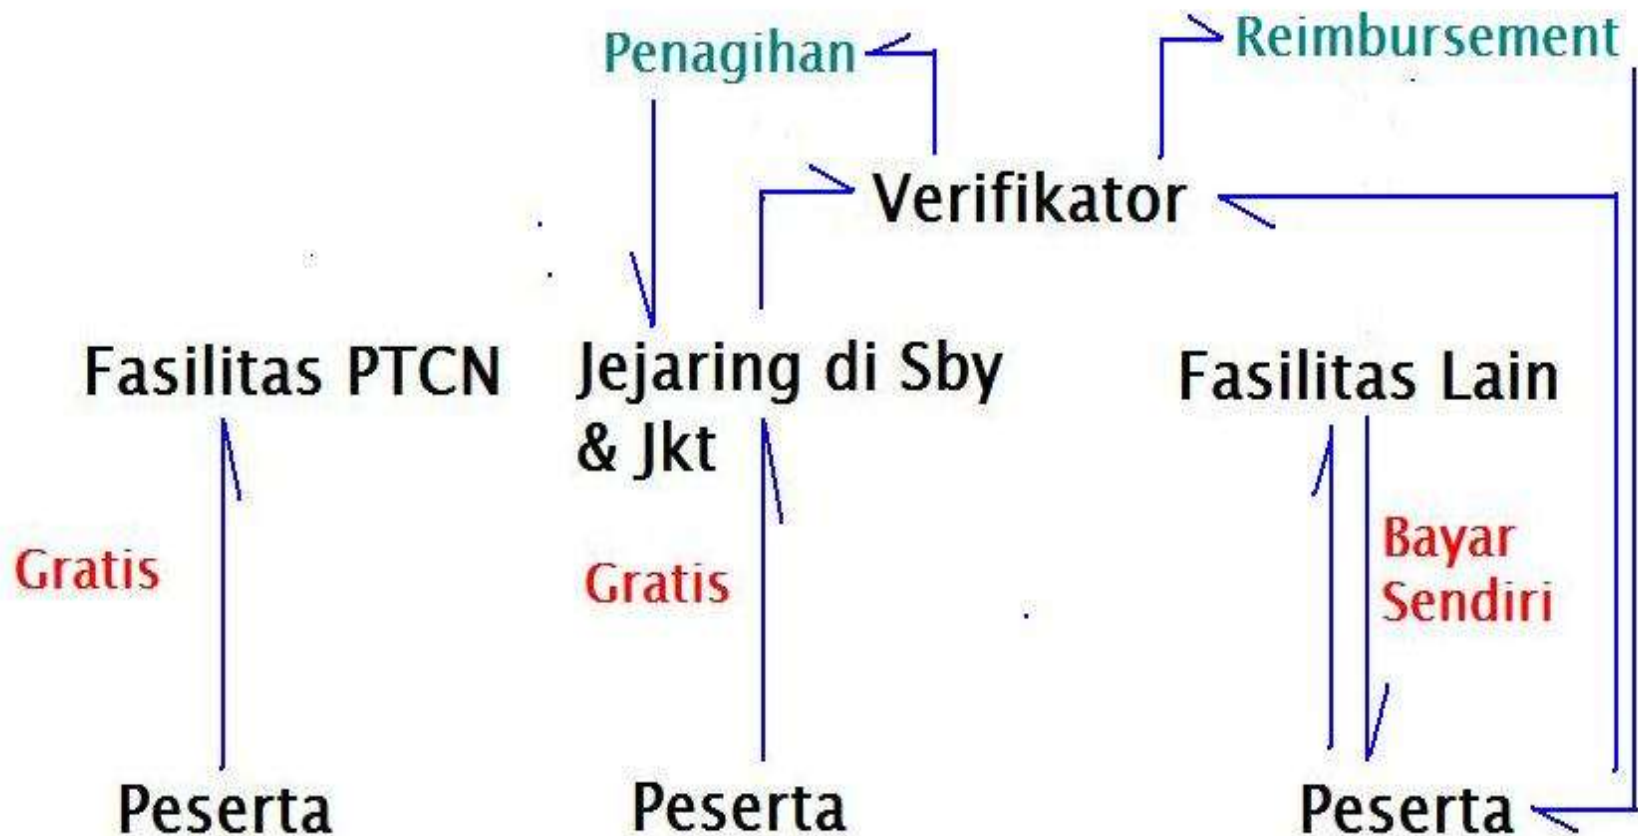 Penagihan
Reimbursement
Verifikator
Fasilitas PTCN
Jejaring di Sby
& Jkt
Fasilitas Lain
Gratis
Gratis
Bayar
Sendiri
Peserta
Peserta
Peserta